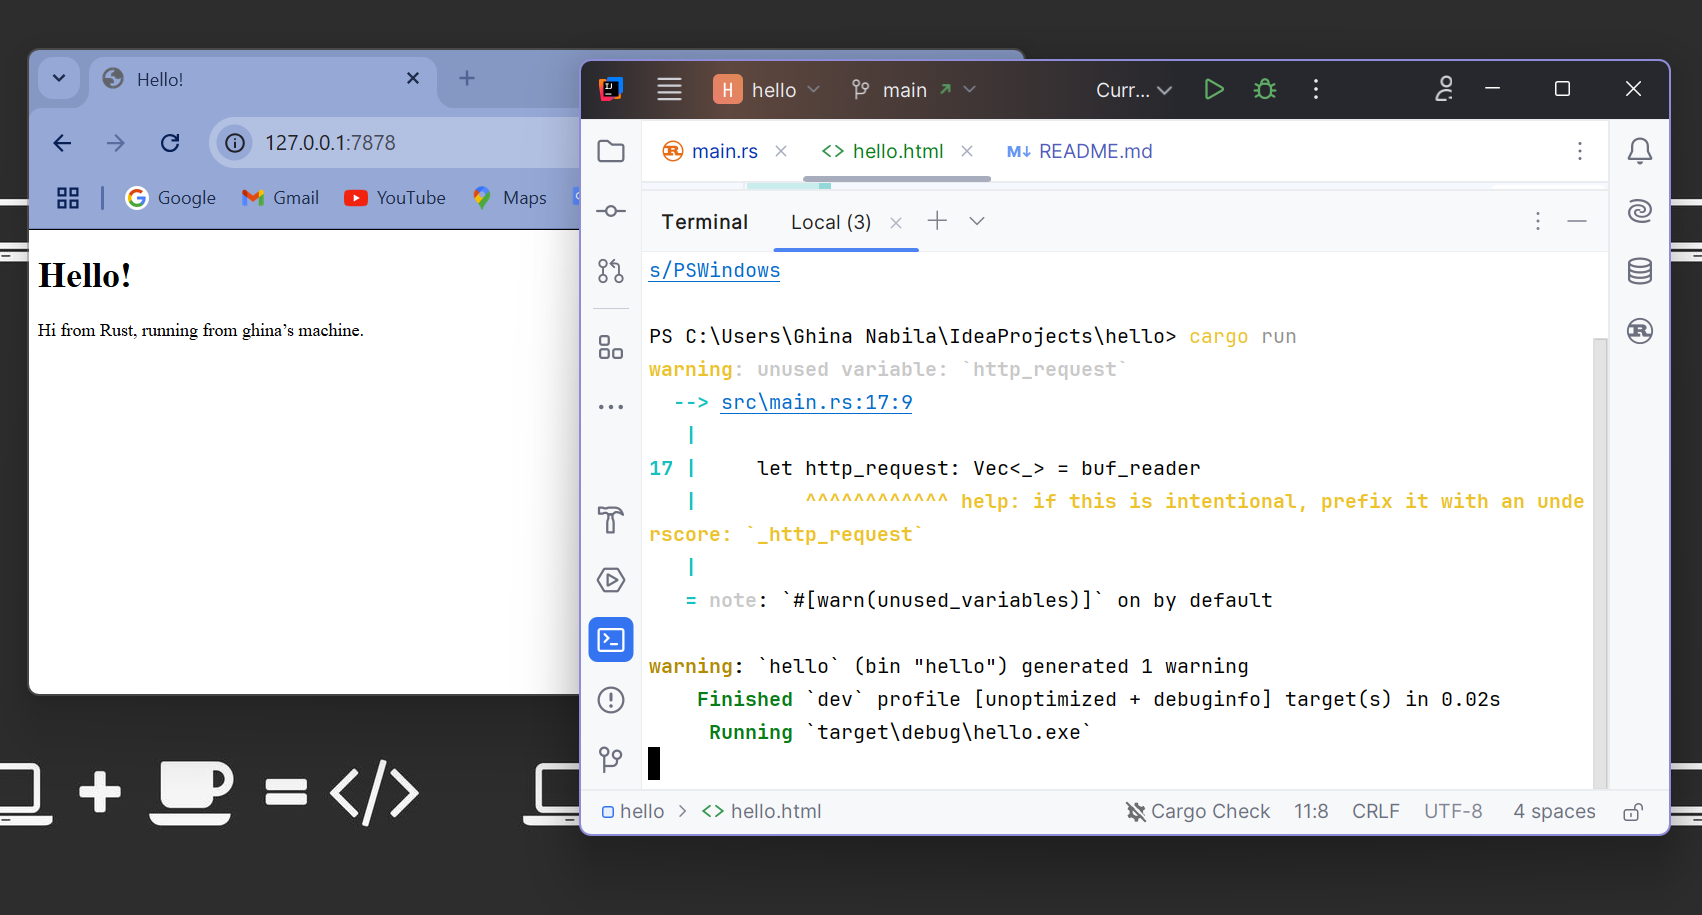 Hello!
127.0.0.1:7878
Google Gmail YouTube Maps
Hello!
Hi from Rust, running from ghina’s machine.
H hello main Curr...
main.rs hello.html M↓ README.md
Terminal Local (3)
s/PSWindows
PS C:\Users\Ghina Nabila\IdeaProjects\hello> cargo run
warning: unused variable: `http_request`
--> src\main.rs:17:9
|
17 | let http_request: Vec<_> = buf_reader
| ^^^^^^^^^^^^ help: if this is intentional, prefix it with an unde
rscore: `_http_request`
|
= note: `#[warn(unused_variables)]` on by default
warning: `hello` (bin "hello") generated 1 warning
Finished `dev` profile [unoptimized + debuginfo] target(s) in 0.02s
Running `target\debug\hello.exe`
hello > <> hello.html Cargo Check 11:8 CRLF UTF-8 4 spaces
+ = </>